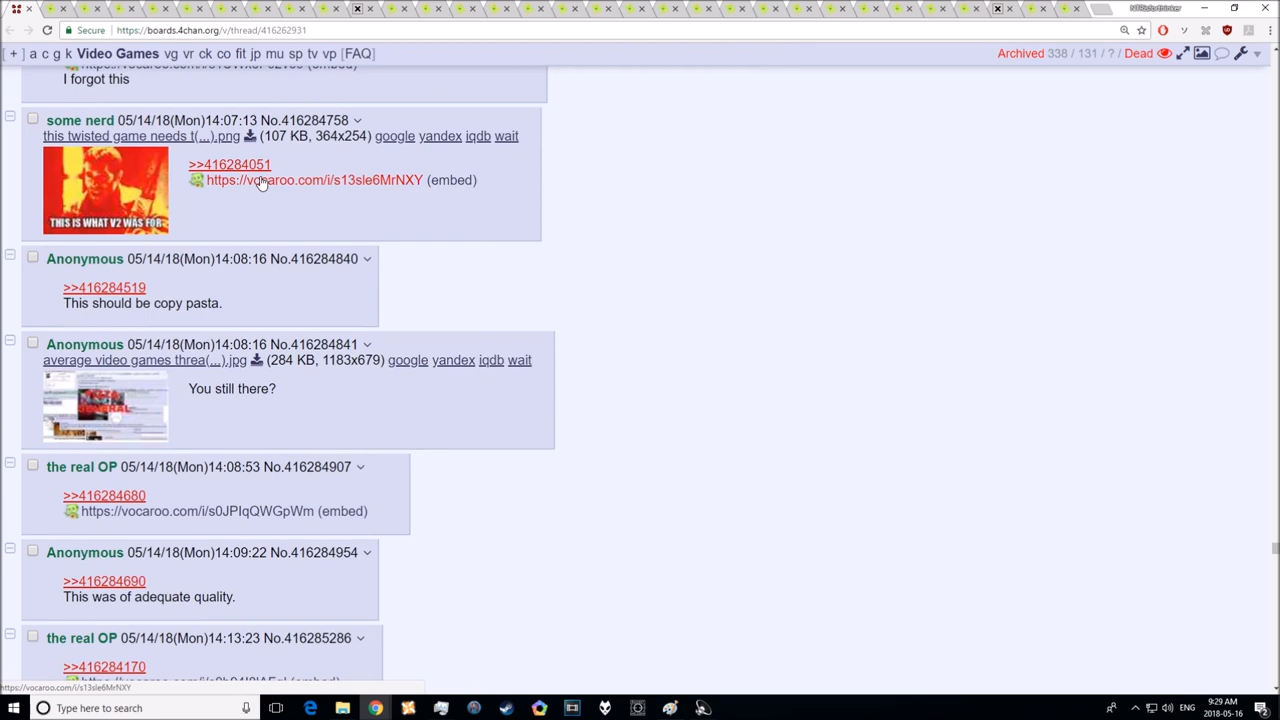 NTRisforthinker
Secure | https://boards.4chan.org/v/thread/416262931
[ + ] a c g k Video Games vg vr ck co fit jp mu sp tv vp [FAQ]
Archived 338 / 131 / ? / Dead
I forgot this
some nerd 05/14/18(Mon)14:07:13 No.416284758
this twisted game needs t(...).png (107 KB, 364x254) google yandex iqdb wait
>>416284051
https://vocaroo.com/i/s13sle6MrNXY (embed)
THIS IS WHAT V2 WAS FOR
Anonymous 05/14/18(Mon)14:08:16 No.416284840
>>416284519
This should be copy pasta.
Anonymous 05/14/18(Mon)14:08:16 No.416284841
average video games threa(...).jpg (284 KB, 1183x679) google yandex iqdb wait
You still there?
GENERAL
the real OP 05/14/18(Mon)14:08:53 No.416284907
>>416284680
https://vocaroo.com/i/s0JPIqQWGpWm (embed)
Anonymous 05/14/18(Mon)14:09:22 No.416284954
>>416284690
This was of adequate quality.
the real OP 05/14/18(Mon)14:13:23 No.416285286
>>416284170
https://vocaroo.com/i/s13sle6MrNXY
Type here to search
ENG
9:29 AM
2018-05-16
2